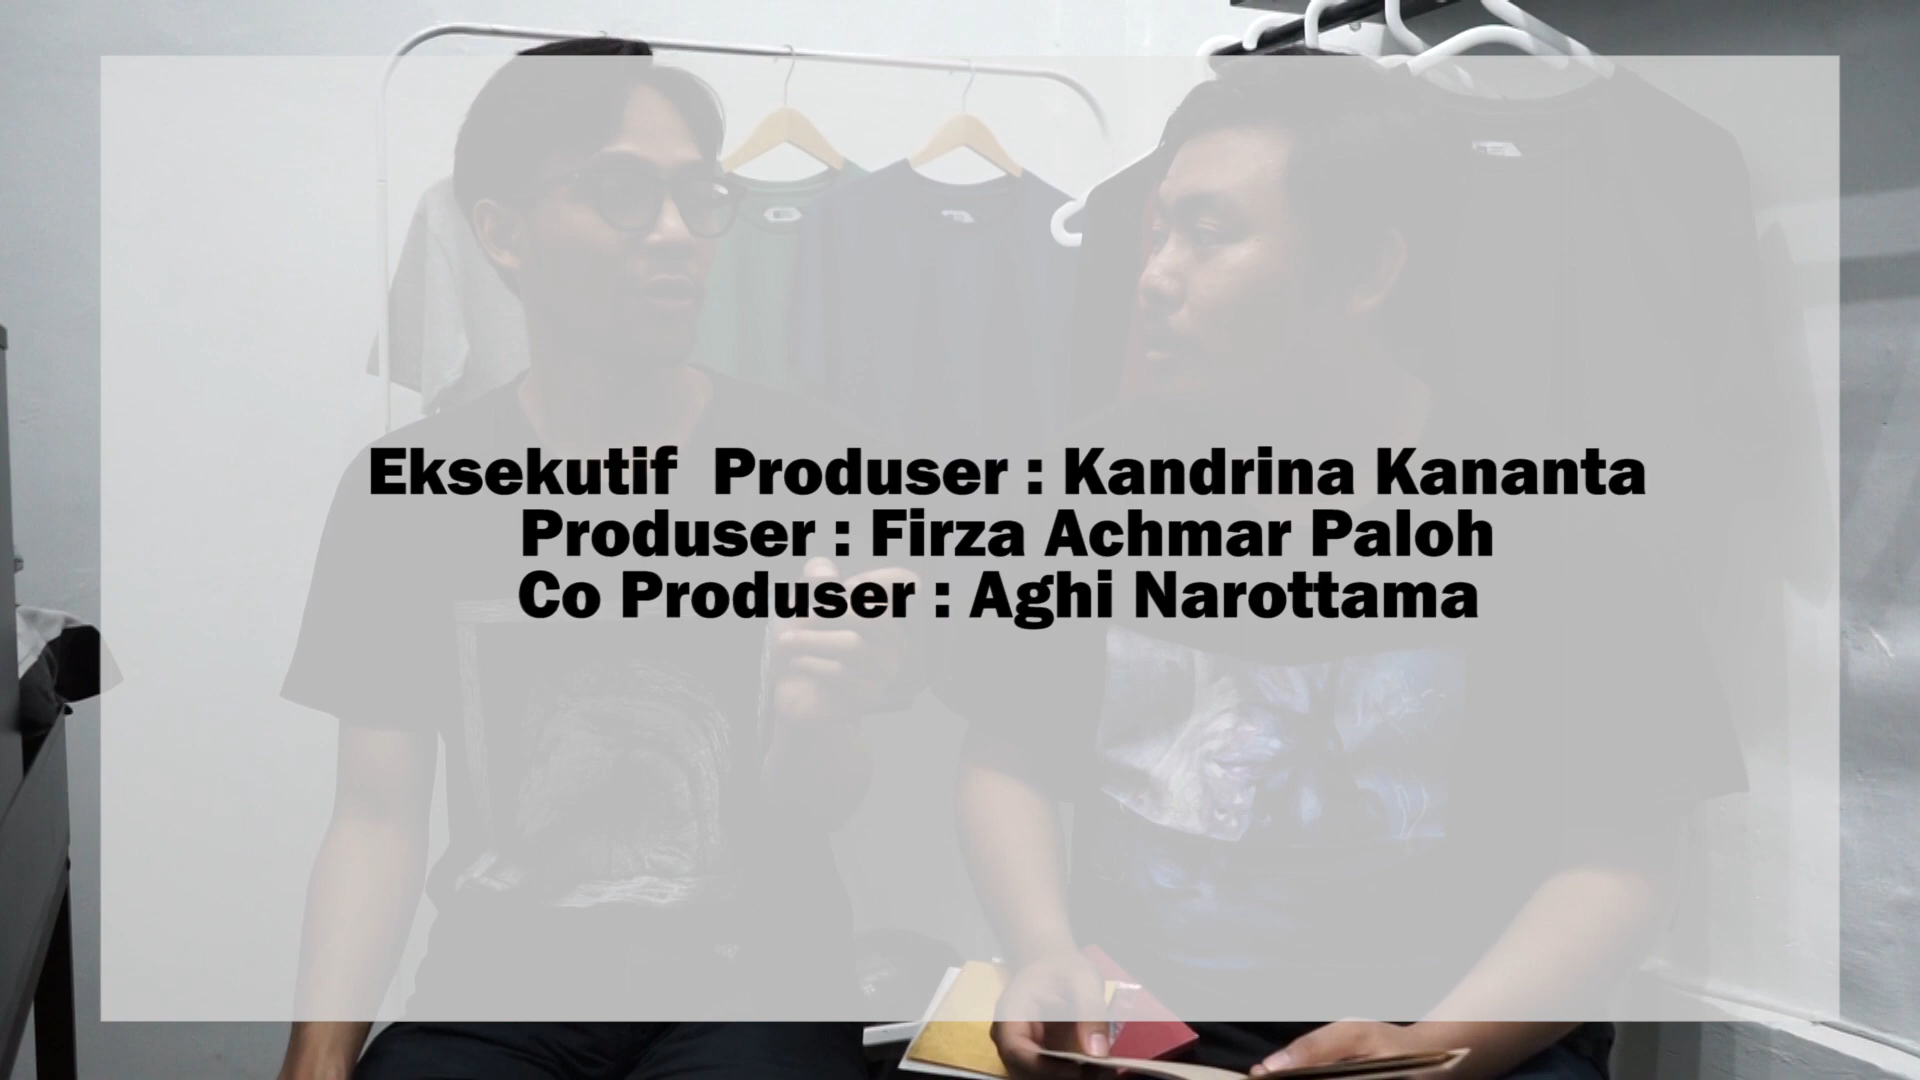 Eksekutif  Produser : Kandrina Kananta
Produser : Firza Achmar Paloh
Co Produser : Aghi Narottama